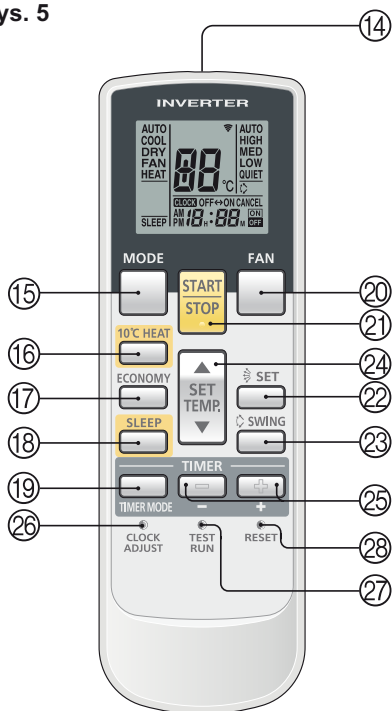 ys. 5
⑭
INVERTER
AUTO
COOL
DRY
FAN
HEAT
SLEEP
88
°C
AUTO
HIGH
MED
LOW
QUIET
CLOCK OFF↔ON CANCEL
AM
PM
18H:88M
ON
OFF
MODE
FAN
START
STOP
⑮
⑳
㉑
10°C HEAT
⑯
㉔
ECONOMY
⑰
SET
TEMP.
SET
㉒
SLEEP
⑱
SWING
㉓
TIMER
⑲
TIMER MODE
−
+
㉕
㉖
CLOCK
ADJUST
TEST
RUN
RESET
㉘
㉗